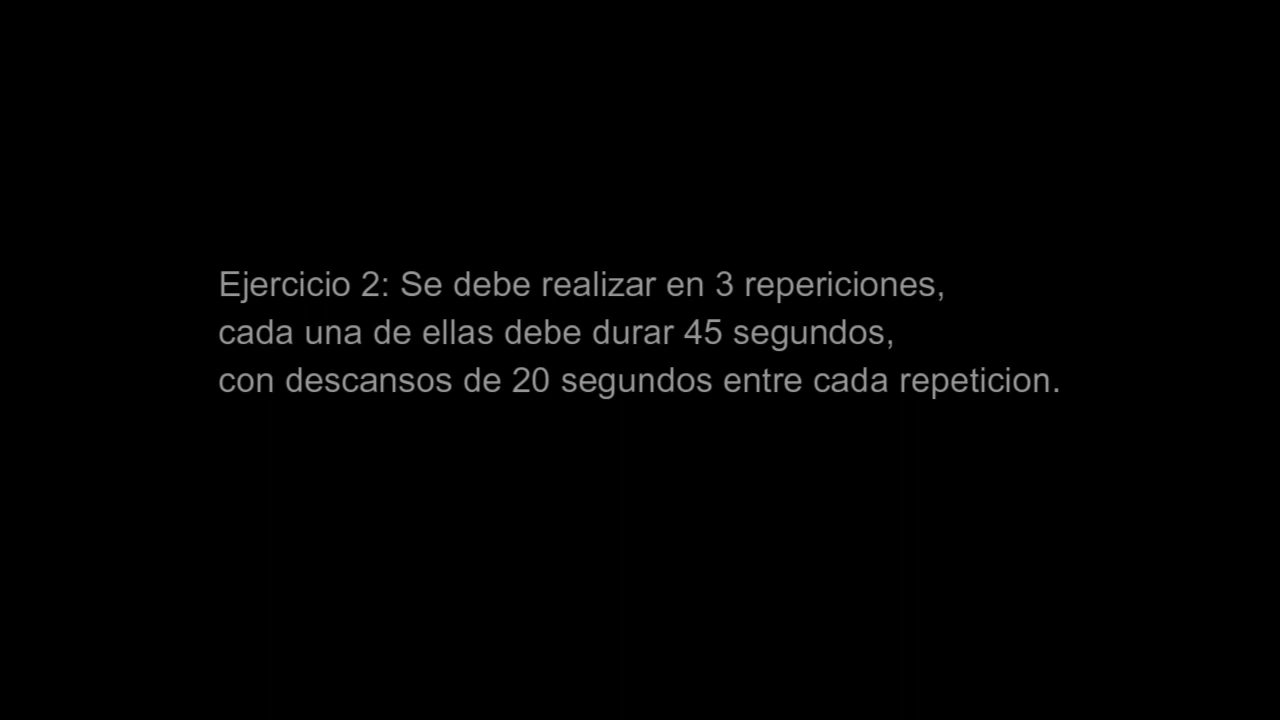 Ejercicio 2: Se debe realizar en 3 repericiones,
cada una de ellas debe durar 45 segundos,
con descansos de 20 segundos entre cada repeticion.